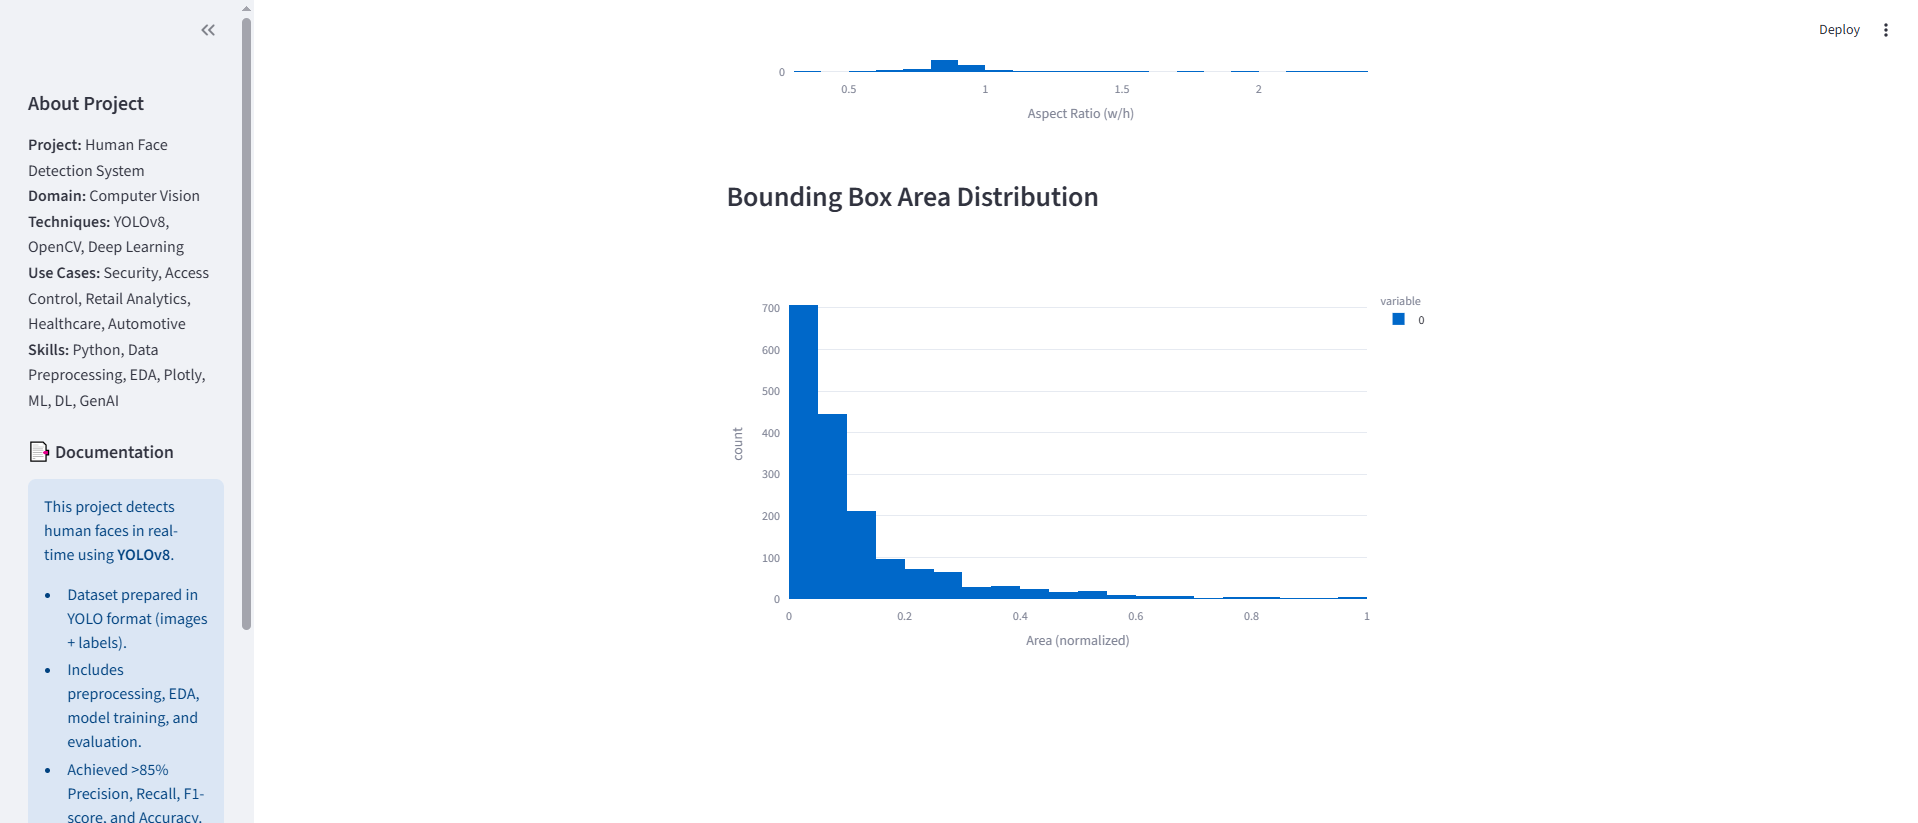 Deploy
About Project
Project: Human Face
Detection System
Domain: Computer Vision
Techniques: YOLOv8,
OpenCV, Deep Learning
Use Cases: Security, Access
Control, Retail Analytics,
Healthcare, Automotive
Skills: Python, Data
Preprocessing, EDA, Plotly,
ML, DL, GenAI
Documentation
This project detects
human faces in real-
time using YOLOv8.
• Dataset prepared in
YOLO format (images
+ labels).
• Includes
preprocessing, EDA,
model training, and
evaluation.
• Achieved >85%
Precision, Recall, F1-
score, and Accuracy.
0
0.5 1 1.5 2
Aspect Ratio (w/h)
Bounding Box Area Distribution
variable
0
700
600
500
400
300
200
100
0
count
0 0.2 0.4 0.6 0.8 1
Area (normalized)